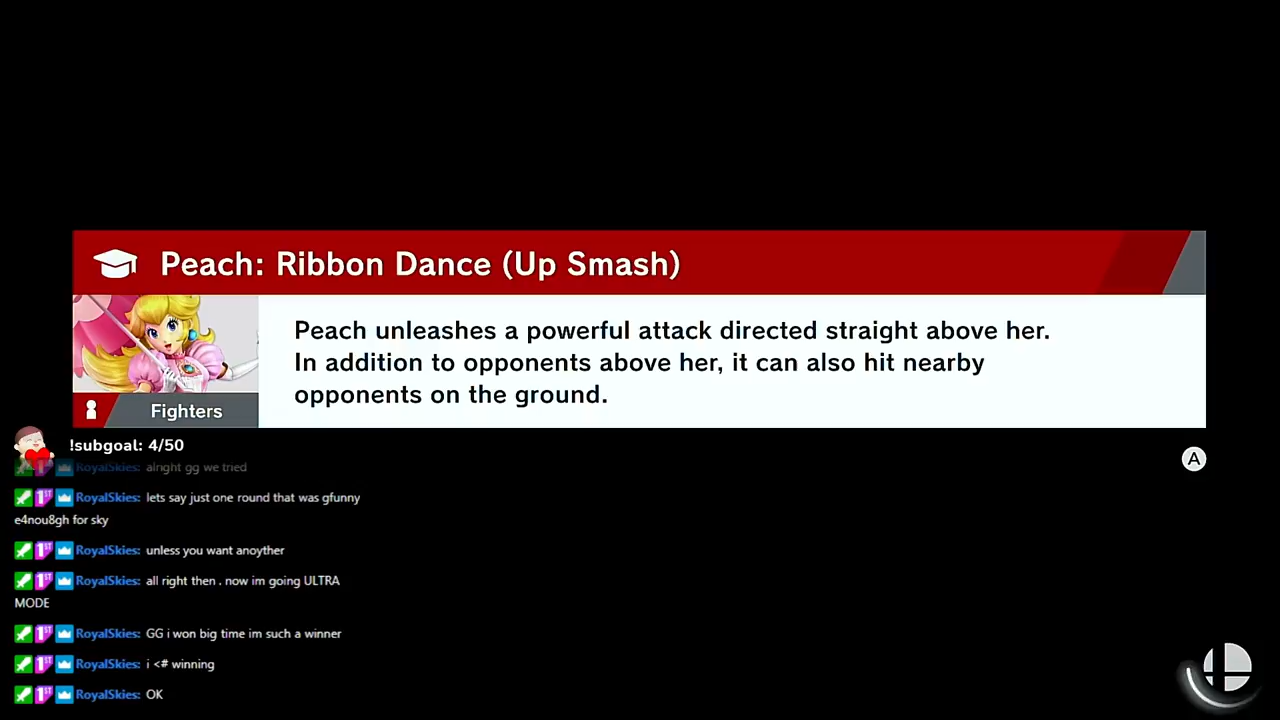 Peach: Ribbon Dance (Up Smash)
Peach unleashes a powerful attack directed straight above her.
In addition to opponents above her, it can also hit nearby
opponents on the ground.
Fighters
!subgoal: 4/50
A
RoyalSkies: alright gg we tried
RoyalSkies: lets say just one round that was gfunny
e4nou8gh for sky
RoyalSkies: unless you want anoyther
RoyalSkies: all right then . now im going ULTRA
MODE
RoyalSkies: GG i won big time im such a winner
RoyalSkies: i <# winning
RoyalSkies: OK